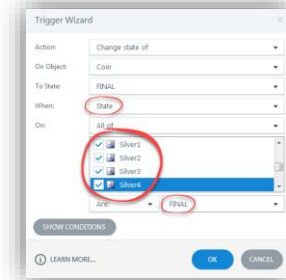 Trigger Wizard
Action: Change state of
On Object: Coin
To State: FINAL
When: State
On: All of
Silver1
Silver2
Silver3
Silver4
Are: FINAL
SHOW CONDITIONS
LEARN MORE... OK CANCEL